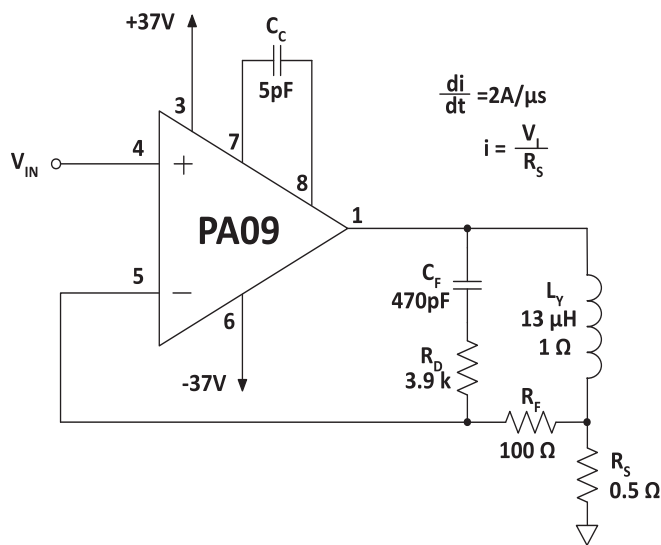 +37V
C_C
5pF
di/dt =2A/µs
i = V_I/R_S
3
7
8
4
V_IN
+
PA09
1
5
−
6
-37V
C_F
470pF
L_Y
13 µH
1 Ω
R_D
3.9 k
R_F
100 Ω
R_S
0.5 Ω